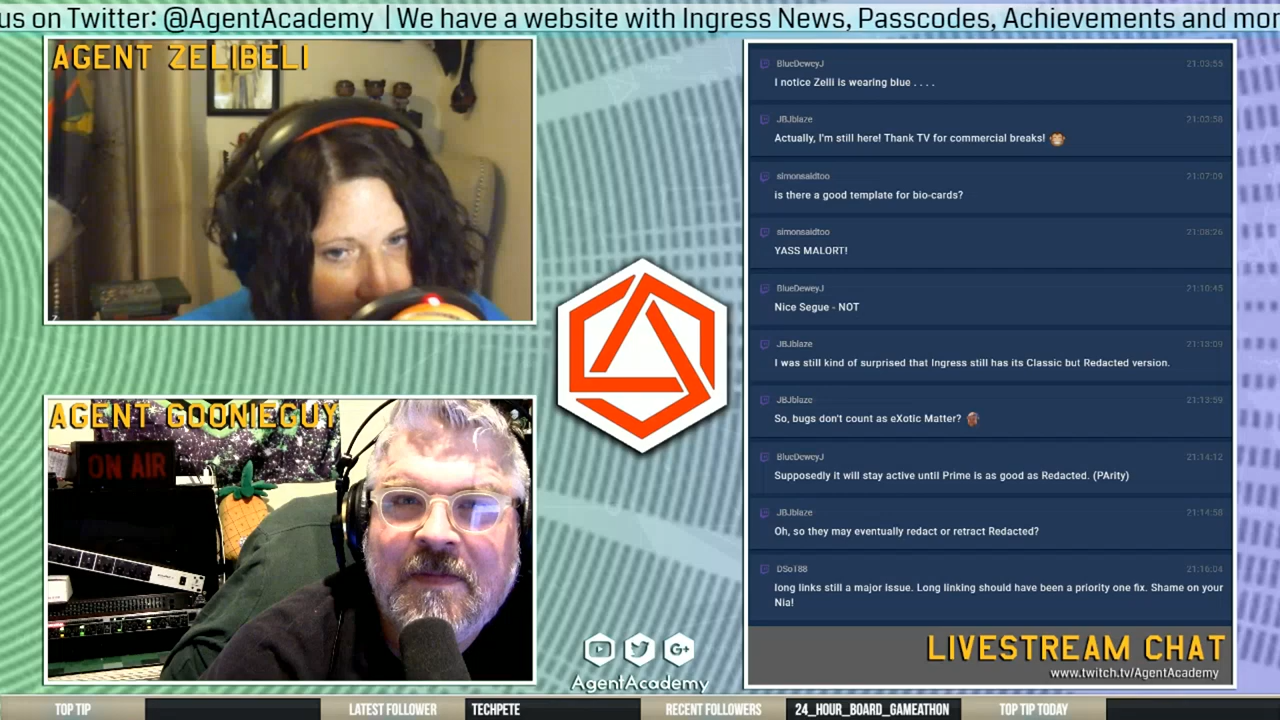 us on Twitter: @AgentAcademy | We have a website with Ingress News, Passcodes, Achievements and mor
AGENT ZELIBELI
AGENT GOONIEGUY
ON AIR
AgentAcademy
BlueDeweyJ 21:03:55
I notice Zelli is wearing blue . . . .
JBJblaze 21:03:58
Actually, I'm still here! Thank TV for commercial breaks!
simonsaidtoo 21:07:09
is there a good template for bio-cards?
simonsaidtoo 21:08:26
YASS MALORT!
BlueDeweyJ 21:10:45
Nice Segue - NOT
JBJblaze 21:13:09
I was still kind of surprised that Ingress still has its Classic but Redacted version.
JBJblaze 21:13:59
So, bugs don't count as eXotic Matter?
BlueDeweyJ 21:14:12
Supposedly it will stay active until Prime is as good as Redacted. (PArity)
JBJblaze 21:14:58
Oh, so they may eventually redact or retract Redacted?
DSoT88 21:16:04
long links still a major issue. Long linking should have been a priority one fix. Shame on your
Nia!
LIVESTREAM CHAT
www.twitch.tv/AgentAcademy
TOP TIP LATEST FOLLOWER TECHPETE RECENT FOLLOWERS 24_HOUR_BOARD_GAMEATHON TOP TIP TODAY